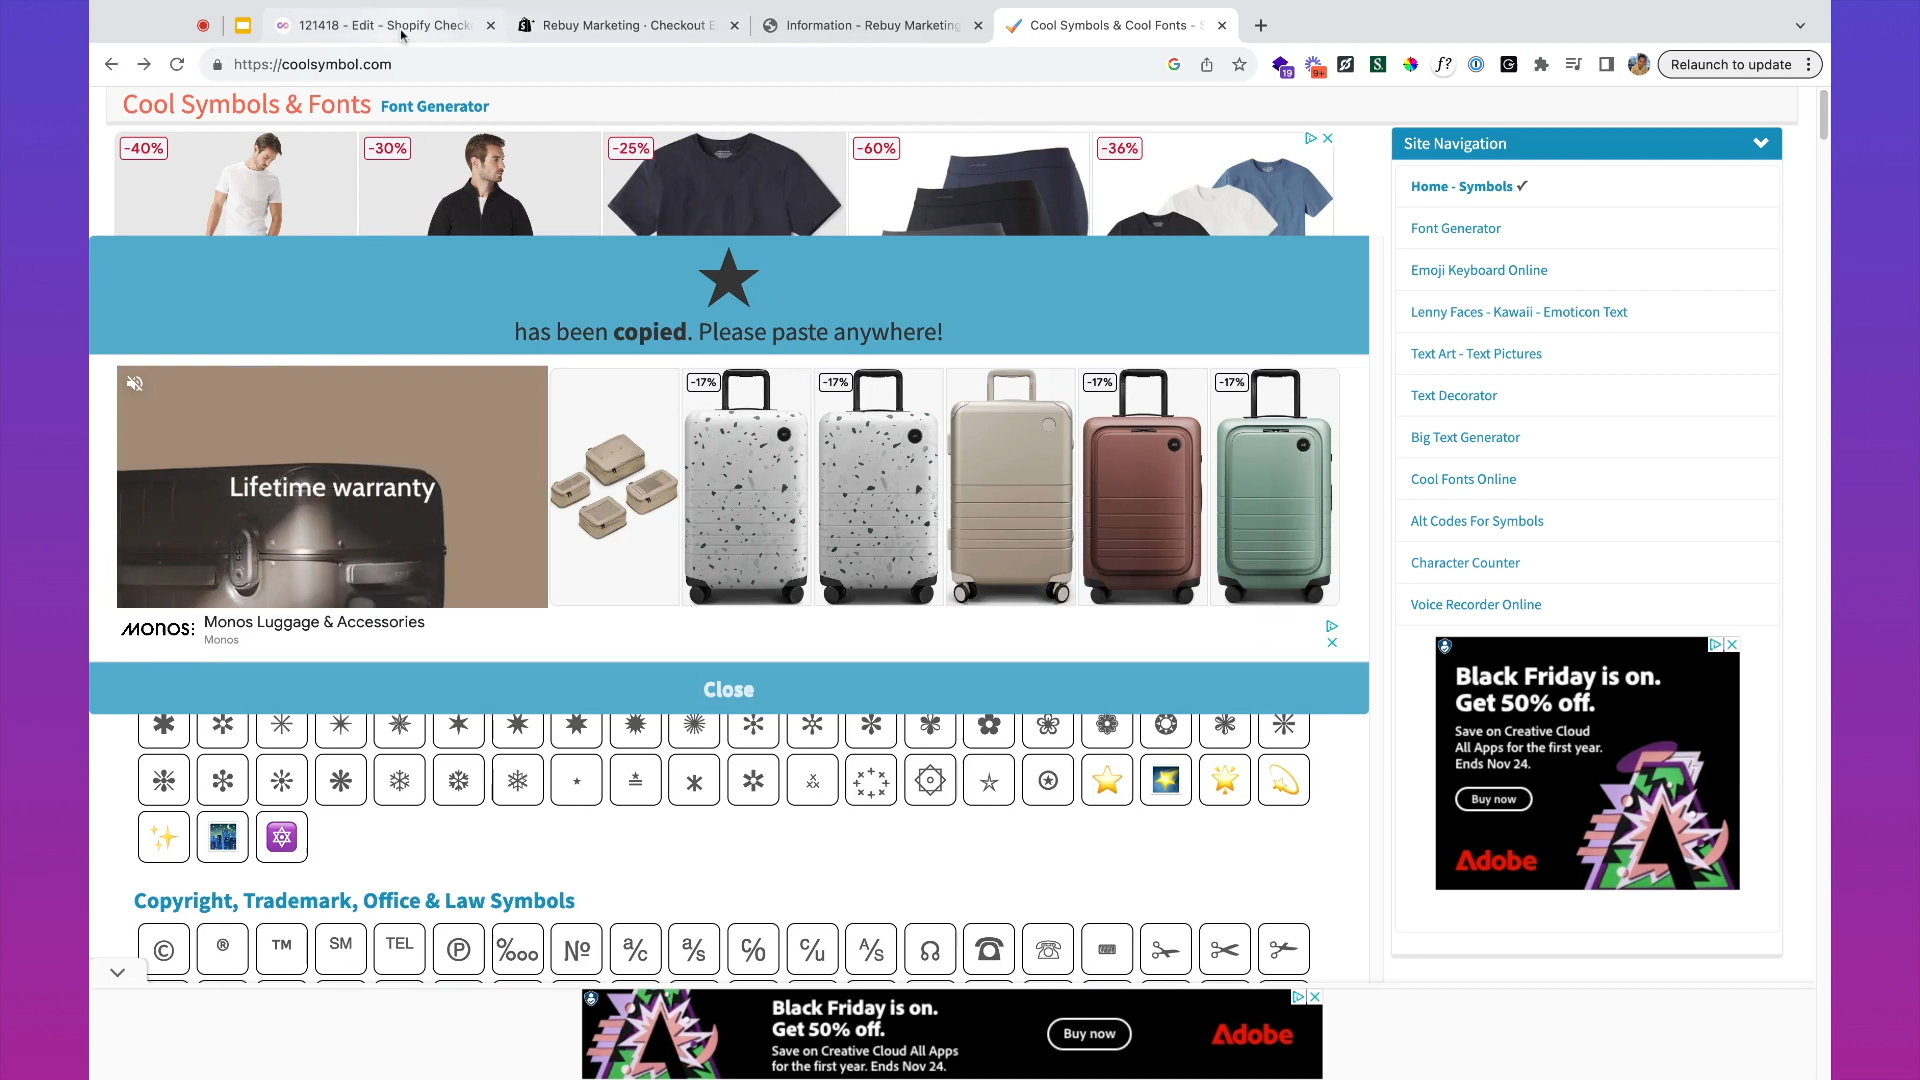 121418 - Edit - Shopify Check
Rebuy Marketing · Checkout E
Information - Rebuy Marketing
Cool Symbols & Cool Fonts - S
https://coolsymbol.com
19
9+
S.
f?
G
Relaunch to update
Cool Symbols & Fonts Font Generator
-40%
-30%
-25%
-60%
-36%
★
has been copied. Please paste anywhere!
Lifetime warranty
-17%
-17%
-17%
-17%
MONOS:
Monos Luggage & Accessories
Monos
Close
Copyright, Trademark, Office & Law Symbols
© ® ™ SM TEL ℗ ‱ № a/c a/s c/o c/u A/s
Site Navigation
Home - Symbols ✔
Font Generator
Emoji Keyboard Online
Lenny Faces - Kawaii - Emoticon Text
Text Art - Text Pictures
Text Decorator
Big Text Generator
Cool Fonts Online
Alt Codes For Symbols
Character Counter
Voice Recorder Online
Black Friday is on.
Get 50% off.
Save on Creative Cloud
All Apps for the first year.
Ends Nov 24.
Buy now
Adobe
Black Friday is on.
Get 50% off.
Save on Creative Cloud All Apps
for the first year. Ends Nov 24.
Buy now
Adobe